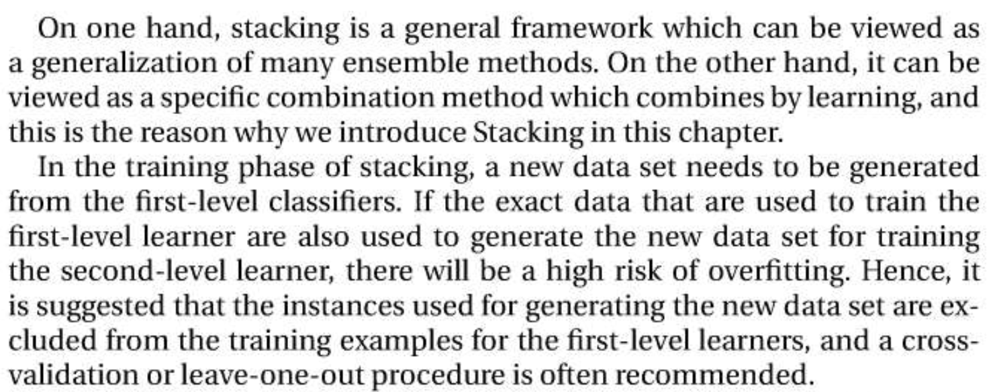 On one hand, stacking is a general framework which can be viewed as
a generalization of many ensemble methods. On the other hand, it can be
viewed as a specific combination method which combines by learning, and
this is the reason why we introduce Stacking in this chapter.
In the training phase of stacking, a new data set needs to be generated
from the first-level classifiers. If the exact data that are used to train the
first-level learner are also used to generate the new data set for training
the second-level learner, there will be a high risk of overfitting. Hence, it
is suggested that the instances used for generating the new data set are ex-
cluded from the training examples for the first-level learners, and a cross-
validation or leave-one-out procedure is often recommended.